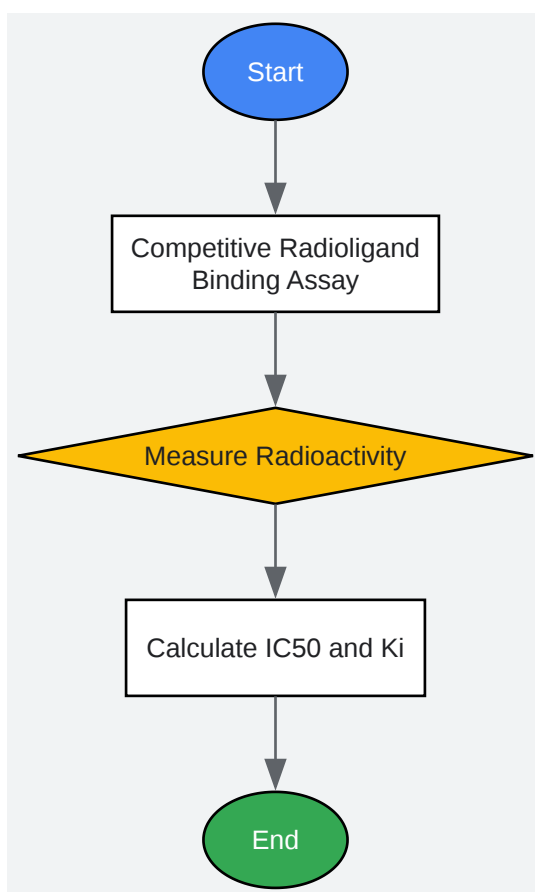 Start
Competitive Radioligand
Binding Assay
Measure Radioactivity
Calculate IC50 and Ki
End